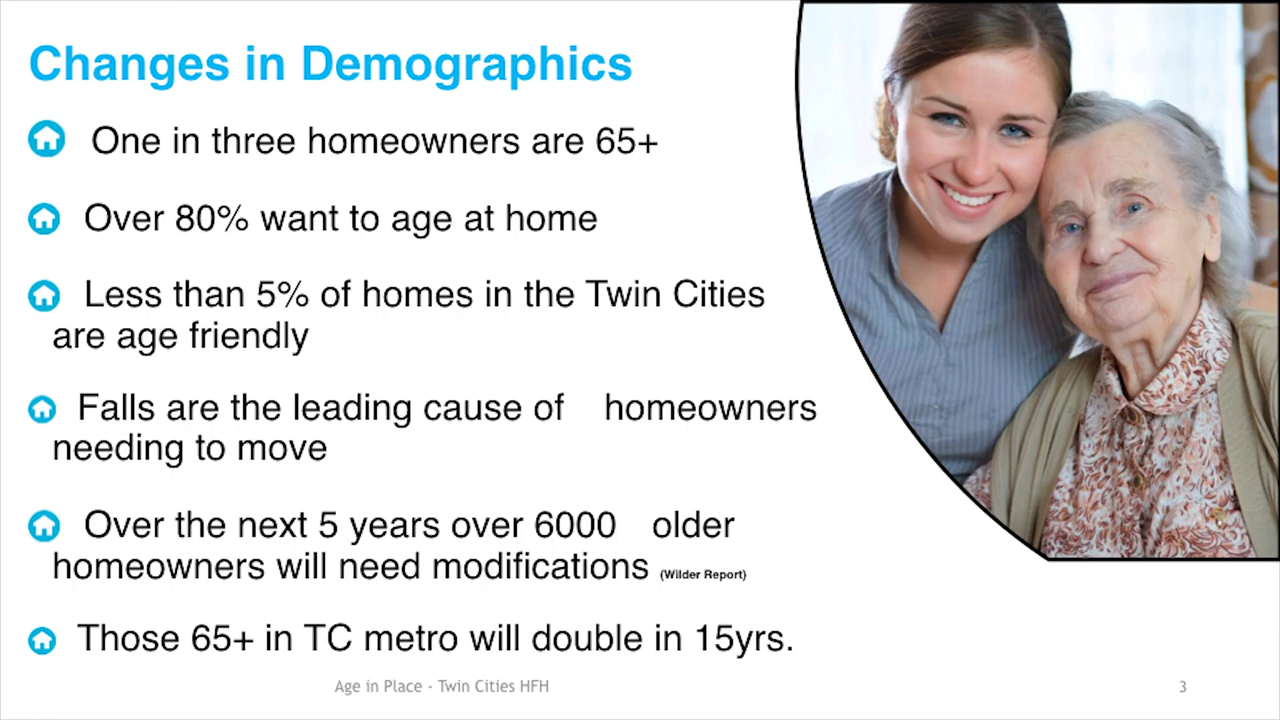 Changes in Demographics
One in three homeowners are 65+
Over 80% want to age at home
Less than 5% of homes in the Twin Cities
are age friendly
Falls are the leading cause of homeowners
needing to move
Over the next 5 years over 6000 older
homeowners will need modifications (Wilder Report)
Those 65+ in TC metro will double in 15yrs.
Age in Place - Twin Cities HFH 3